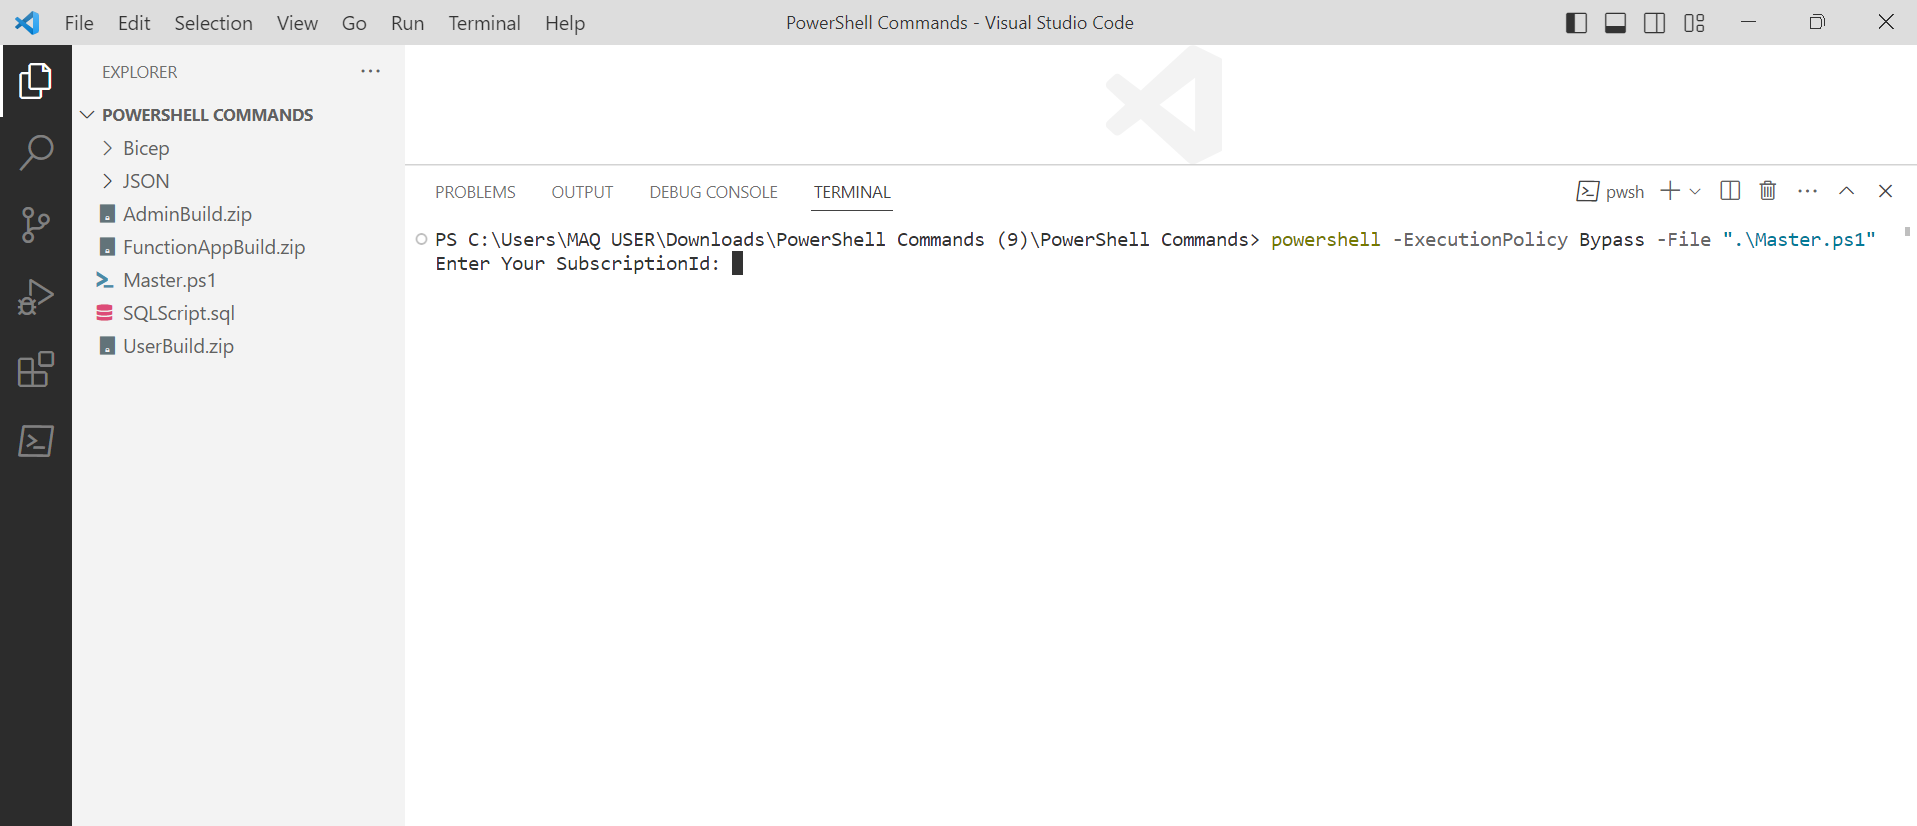 File Edit Selection View Go Run Terminal Help
PowerShell Commands - Visual Studio Code
EXPLORER
POWERSHELL COMMANDS
Bicep
JSON
AdminBuild.zip
FunctionAppBuild.zip
Master.ps1
SQLScript.sql
UserBuild.zip
PROBLEMS OUTPUT DEBUG CONSOLE TERMINAL
pwsh
PS C:\Users\MAQ USER\Downloads\PowerShell Commands (9)\PowerShell Commands> powershell -ExecutionPolicy Bypass -File ".\Master.ps1"
Enter Your SubscriptionId: